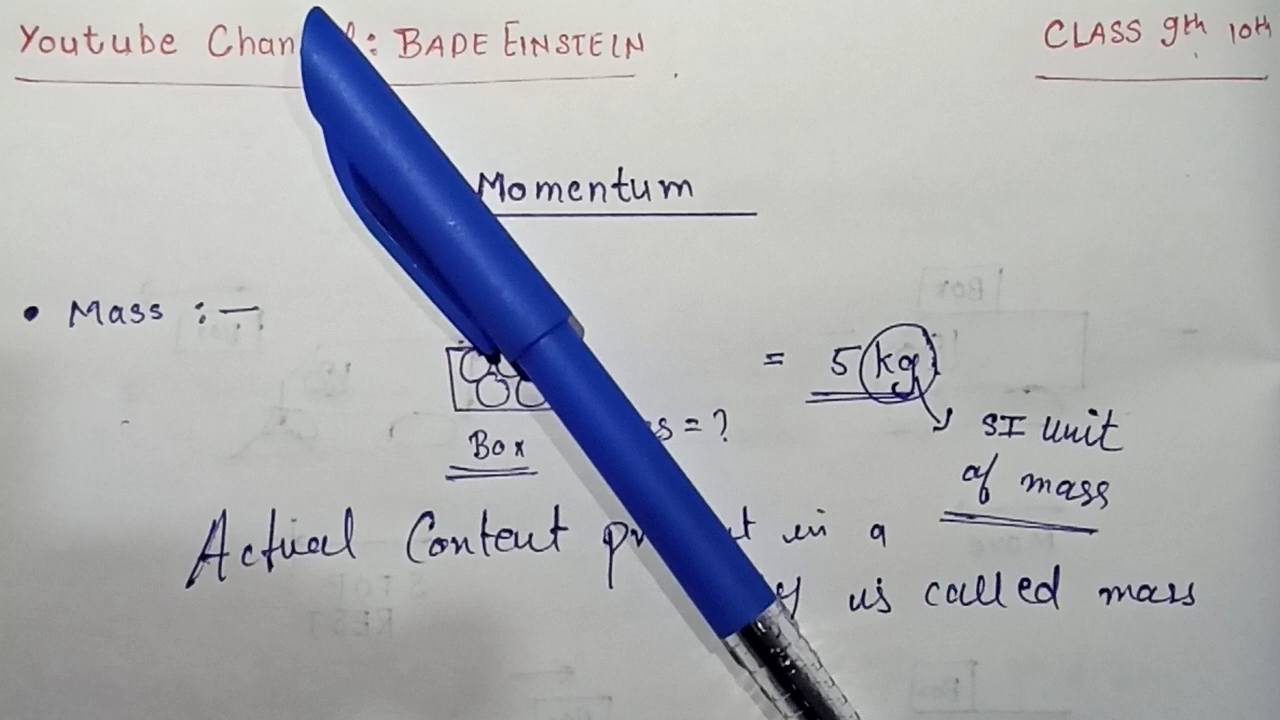 Youtube Chan : BADE EINSTEIN
CLASS 9th 10th
Momentum
• Mass : —
= 5 kg
= ?
SI Unit
Box
of mass
Actual Content in a
is called mass